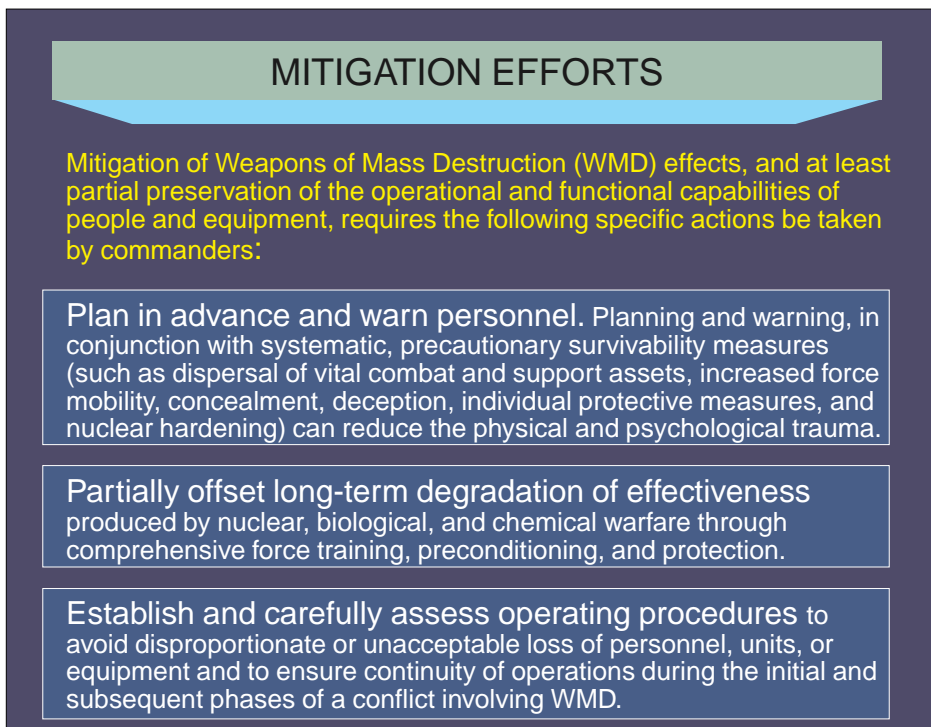 MITIGATION EFFORTS
Mitigation of Weapons of Mass Destruction (WMD) effects, and at least
partial preservation of the operational and functional capabilities of
people and equipment, requires the following specific actions be taken
by commanders:
Plan in advance and warn personnel. Planning and warning, in
conjunction with systematic, precautionary survivability measures
(such as dispersal of vital combat and support assets, increased force
mobility, concealment, deception, individual protective measures, and
nuclear hardening) can reduce the physical and psychological trauma.
Partially offset long-term degradation of effectiveness
produced by nuclear, biological, and chemical warfare through
comprehensive force training, preconditioning, and protection.
Establish and carefully assess operating procedures to
avoid disproportionate or unacceptable loss of personnel, units, or
equipment and to ensure continuity of operations during the initial and
subsequent phases of a conflict involving WMD.